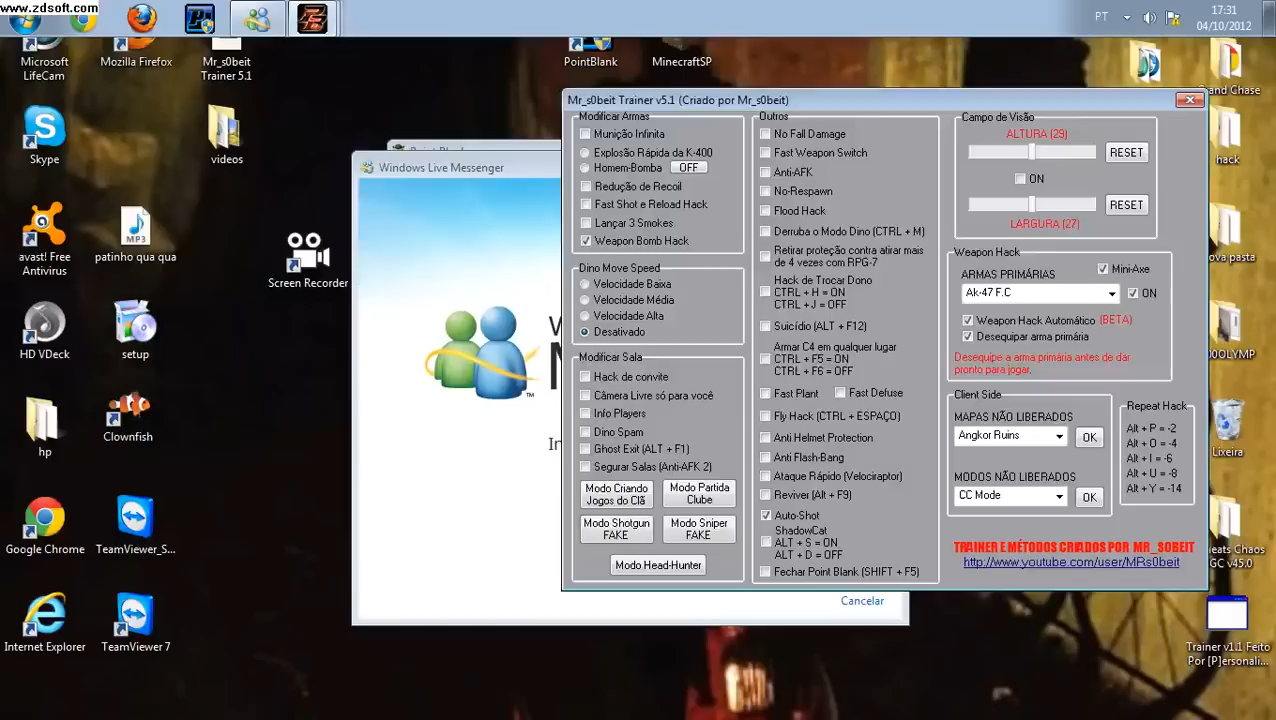 www.zdsoft.com
PT
17:31
04/10/2012
Microsoft
LifeCam
Mozilla Firefox
Mr_s0beit
Trainer 5.1
PointBlank
MinecraftSP
Skype
videos
hack
avast! Free
Antivirus
patinho qua qua
Screen Recorder
HD VDeck
setup
hp
Clownfish
Lixeira
Google Chrome
TeamViewer_S...
Internet Explorer
TeamViewer 7
Trainer v1.1 Feito
Por [P]ersonali...
Windows Live Messenger
Cancelar
Mr_s0beit Trainer v5.1 (Criado por Mr_s0beit)
Modificar Armas
Munição Infinita
Explosão Rápida da K-400
Homem-Bomba
OFF
Redução de Recoil
Fast Shot e Reload Hack
Lançar 3 Smokes
Weapon Bomb Hack
Dino Move Speed
Velocidade Baixa
Velocidade Média
Velocidade Alta
Desativado
Modificar Sala
Hack de convite
Câmera Livre só para você
Info Players
Dino Spam
Ghost Exit (ALT + F1)
Segurar Salas (Anti-AFK 2)
Modo Criando
Jogos do Clã
Modo Partida
Clube
Modo Shotgun
FAKE
Modo Sniper
FAKE
Modo Head-Hunter
Outros
No Fall Damage
Fast Weapon Switch
Anti-AFK
No-Respawn
Flood Hack
Derruba o Modo Dino (CTRL + M)
Retirar proteção contra atirar mais
de 4 vezes com RPG-7
Hack de Trocar Dono
CTRL + H = ON
CTRL + J = OFF
Suicídio (ALT + F12)
Armar C4 em qualquer lugar
CTRL + F5 = ON
CTRL + F6 = OFF
Fast Plant
Fast Defuse
Fly Hack (CTRL + ESPAÇO)
Anti Helmet Protection
Anti Flash-Bang
Ataque Rápido (Velociraptor)
Reviver (Alt + F9)
Auto-Shot
ShadowCat
ALT + S = ON
ALT + D = OFF
Fechar Point Blank (SHIFT + F5)
Campo de Visão
ALTURA (29)
RESET
ON
RESET
LARGURA (27)
Weapon Hack
ARMAS PRIMÁRIAS
Mini-Axe
Ak-47 F.C
ON
Weapon Hack Automático (BETA)
Desequipar arma primária
Desequipe a arma primária antes de dar
pronto para jogar.
Client Side
MAPAS NÃO LIBERADOS
Angkor Ruins
OK
MODOS NÃO LIBERADOS
CC Mode
OK
Repeat Hack
Alt + P = -2
Alt + O = -4
Alt + I = -6
Alt + U = -8
Alt + Y = -14
TRAINER E MÉTODOS CRIADOS POR MR_S0BEIT
http://www.youtube.com/user/MRs0beit